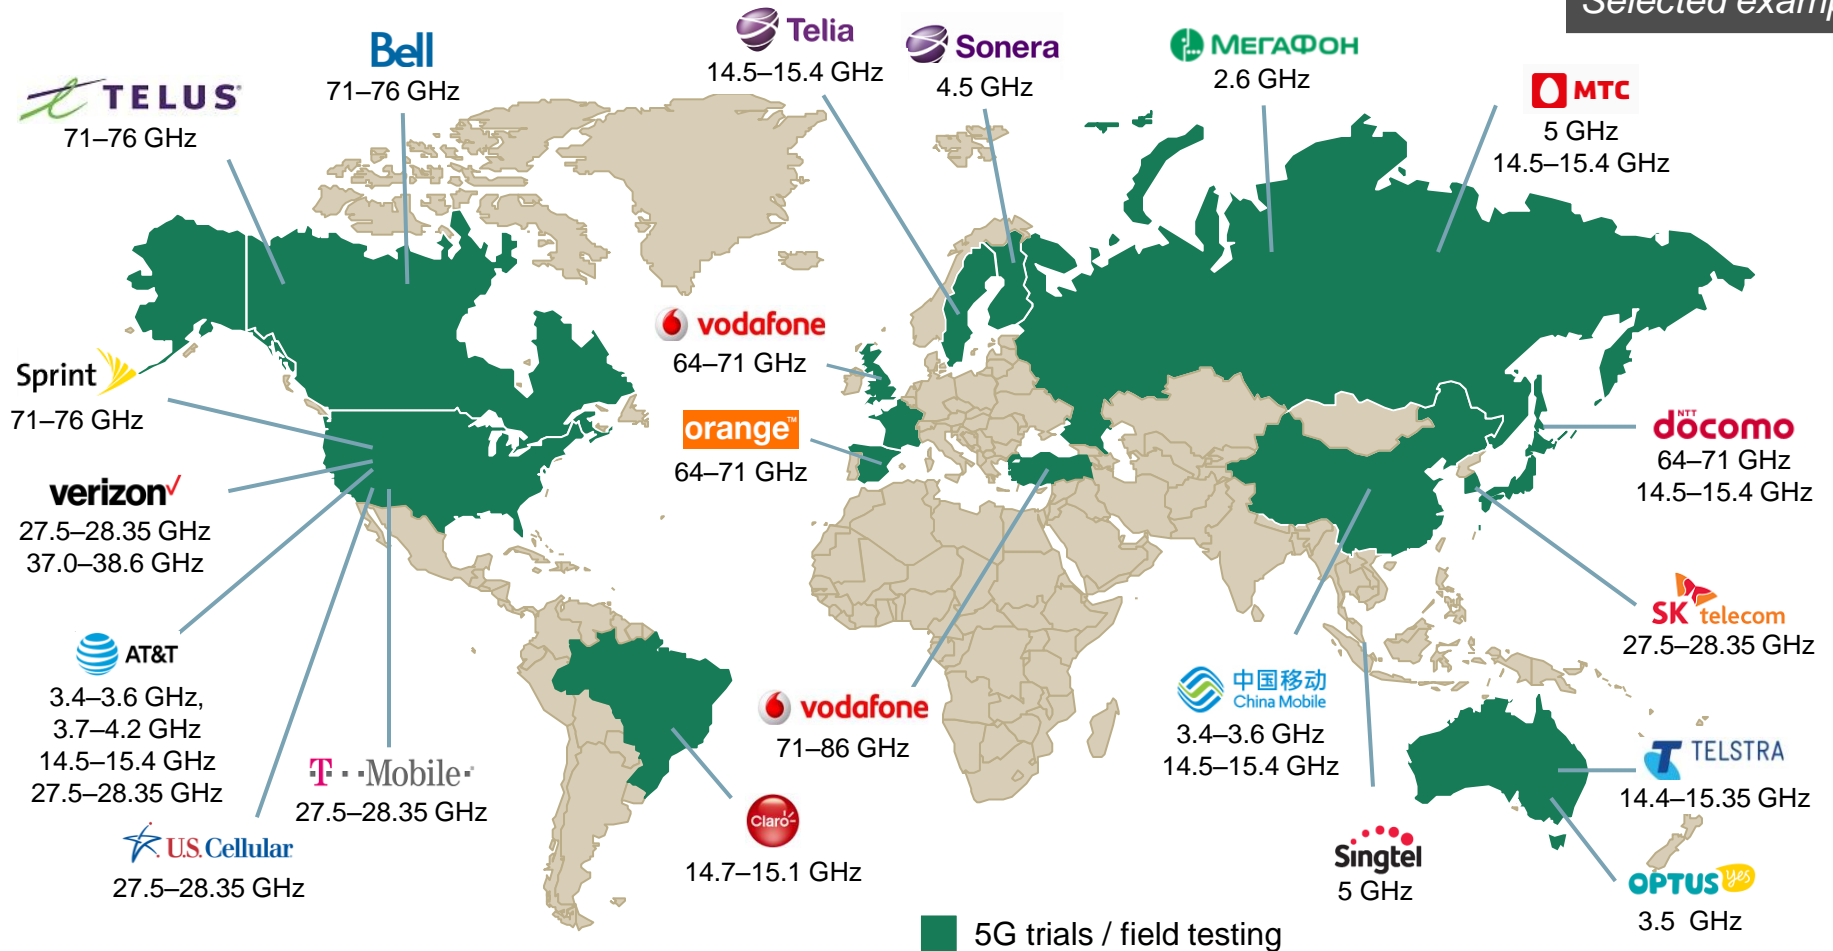 Selected examp
Telia
14.5–15.4 GHz
Sonera
4.5 GHz
МЕГАФОН
2.6 GHz
МТС
5 GHz
14.5–15.4 GHz
Bell
71–76 GHz
TELUS
71–76 GHz
Sprint
71–76 GHz
verizon
27.5–28.35 GHz
37.0–38.6 GHz
AT&T
3.4–3.6 GHz,
3.7–4.2 GHz
14.5–15.4 GHz
27.5–28.35 GHz
U.S. Cellular
27.5–28.35 GHz
T··Mobile·
27.5–28.35 GHz
vodafone
64–71 GHz
orange™
64–71 GHz
vodafone
71–86 GHz
Claro
14.7–15.1 GHz
中国移动
China Mobile
3.4–3.6 GHz
14.5–15.4 GHz
NTT
döcomo
64–71 GHz
14.5–15.4 GHz
SK telecom
27.5–28.35 GHz
TELSTRA
14.4–15.35 GHz
Singtel
5 GHz
OPTUS yes
3.5 GHz
5G trials / field testing